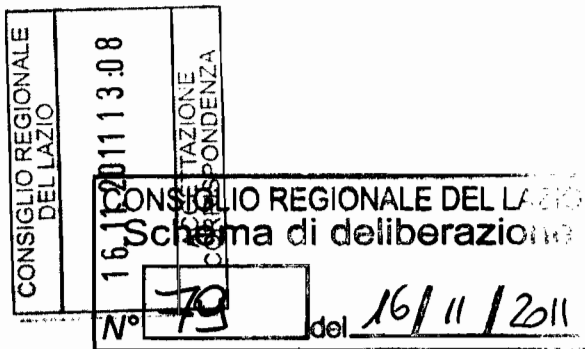 CONSIGLIO REGIONALE
DEL LAZIO
16.11.2011 13:08
CORRISPONDENZA
CONSIGLIO REGIONALE DEL LAZIO
Schema di deliberazione
N° 79 del 16/11/2011